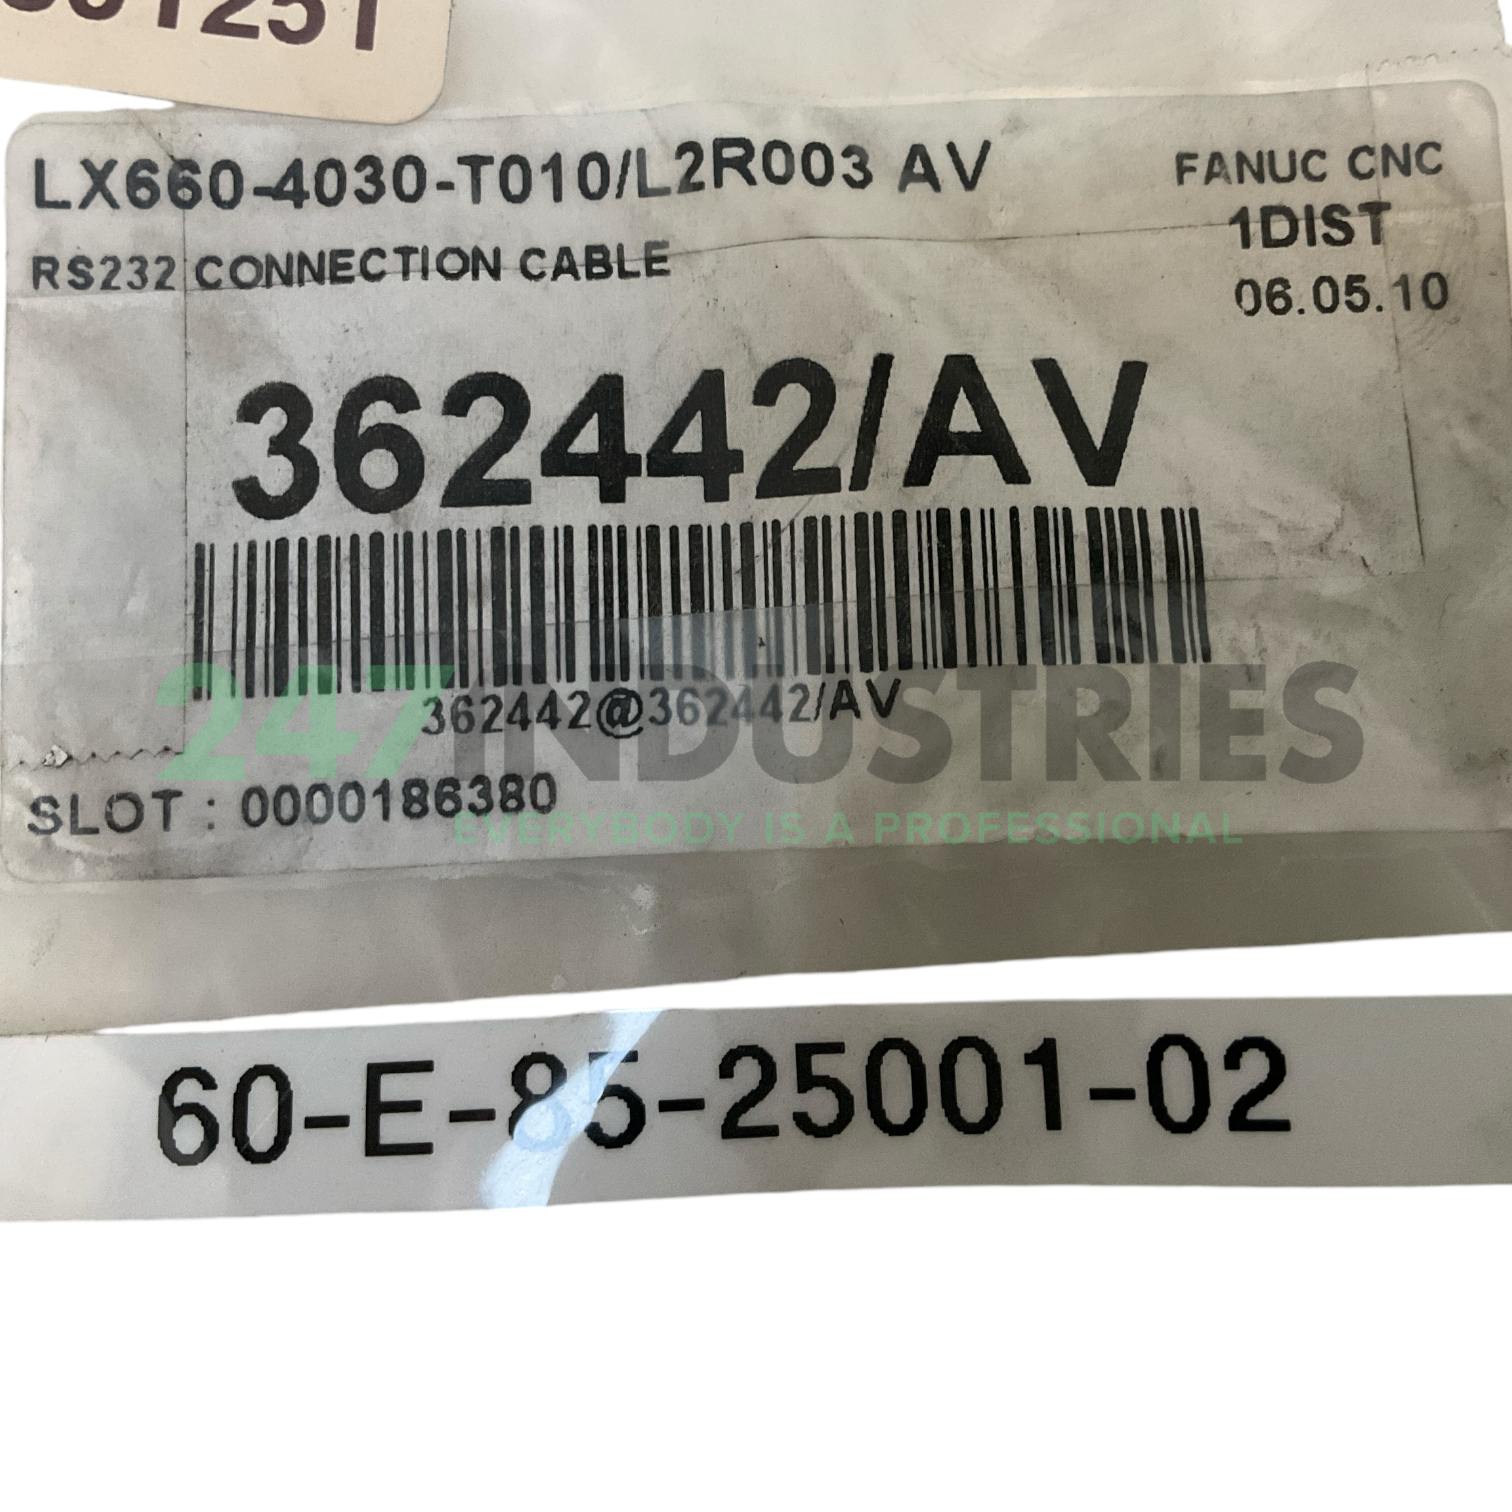 LX660-4030-T010/L2R003 AV
FANUC CNC
1DIST
RS232 CONNECTION CABLE
06.05.10
362442/AV
362442@362442/AV
247INDUSTRIES
SLOT : 0000186380
EVERYBODY IS A PROFESSIONAL
60-E-85-25001-02